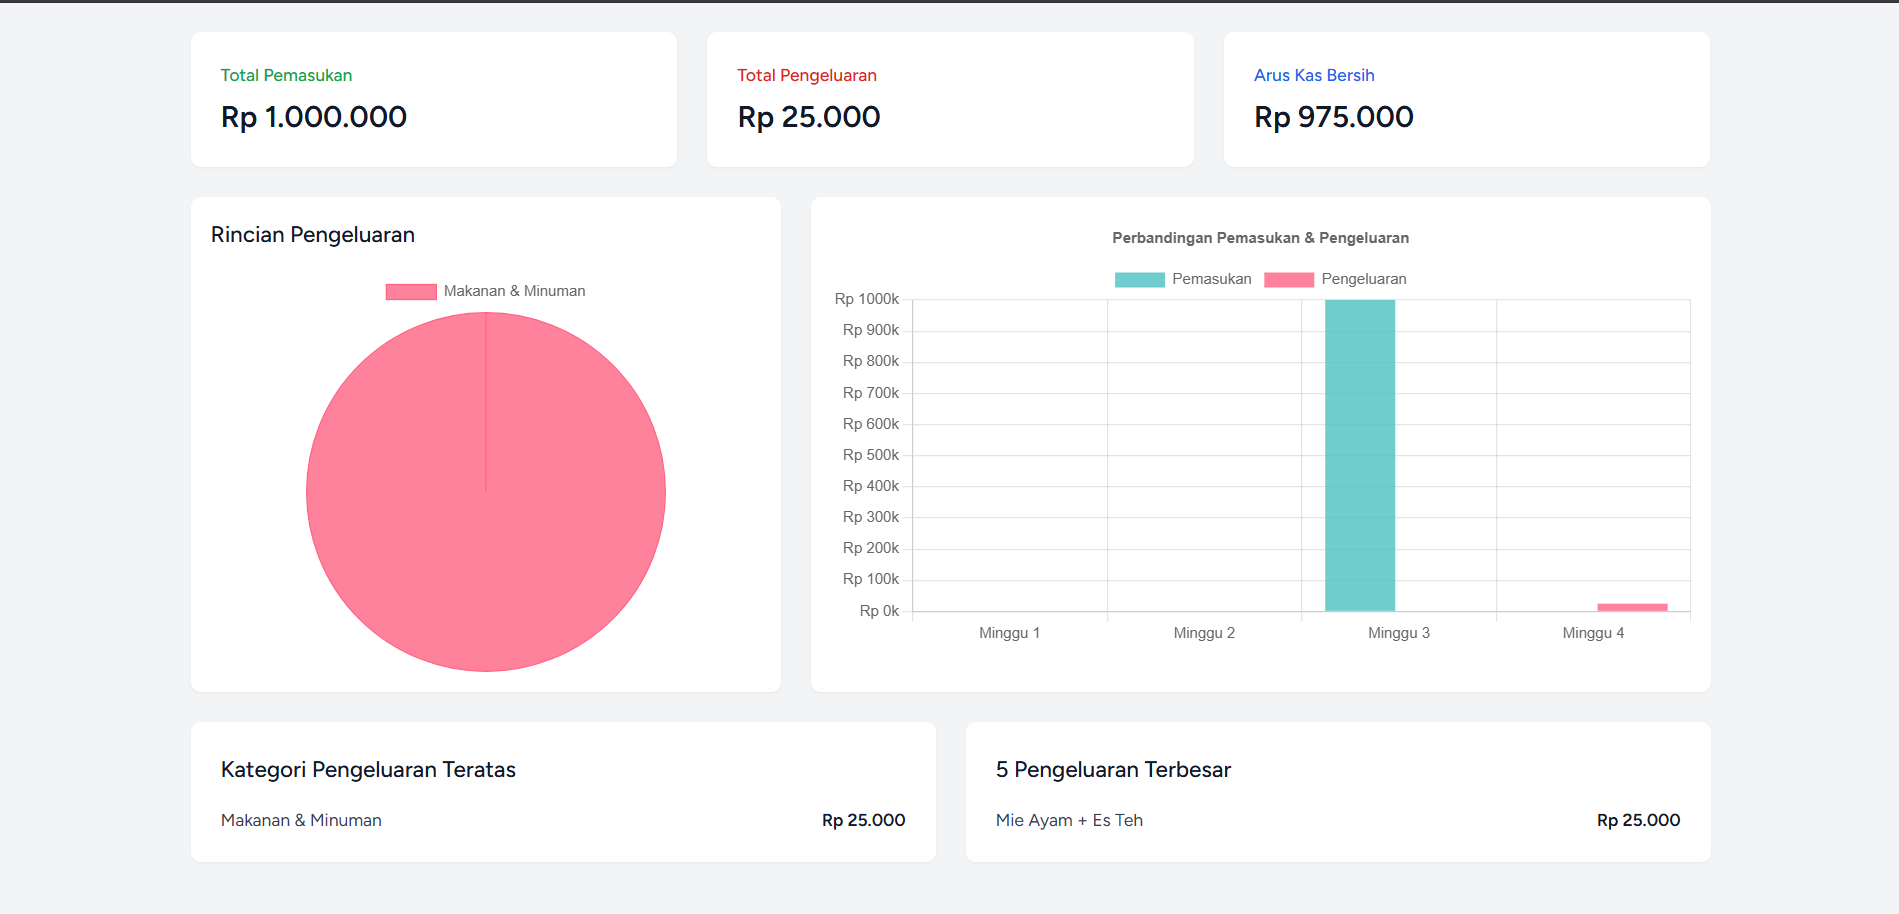 Total Pemasukan
Rp 1.000.000
Total Pengeluaran
Rp 25.000
Arus Kas Bersih
Rp 975.000
Rincian Pengeluaran
Makanan & Minuman
Perbandingan Pemasukan & Pengeluaran
Pemasukan Pengeluaran
Rp 1000k
Rp 900k
Rp 800k
Rp 700k
Rp 600k
Rp 500k
Rp 400k
Rp 300k
Rp 200k
Rp 100k
Rp 0k
Minggu 1 Minggu 2 Minggu 3 Minggu 4
Kategori Pengeluaran Teratas
Makanan & Minuman Rp 25.000
5 Pengeluaran Terbesar
Mie Ayam + Es Teh Rp 25.000